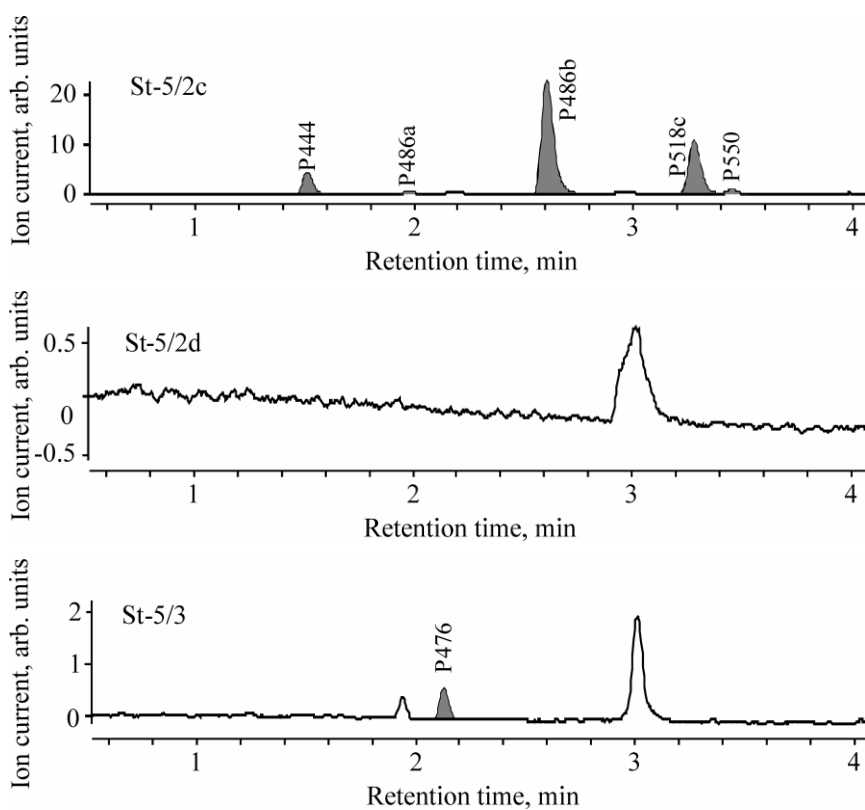 Ion current, arb. units
St-5/2c
20
10
0
P444
P486a
P486b
P518c
P550
1 2 3 4
Retention time, min
Ion current, arb. units
St-5/2d
0.5
0
-0.5
1 2 3 4
Retention time, min
Ion current, arb. units
St-5/3
2
1
0
P476
1 2 3 4
Retention time, min